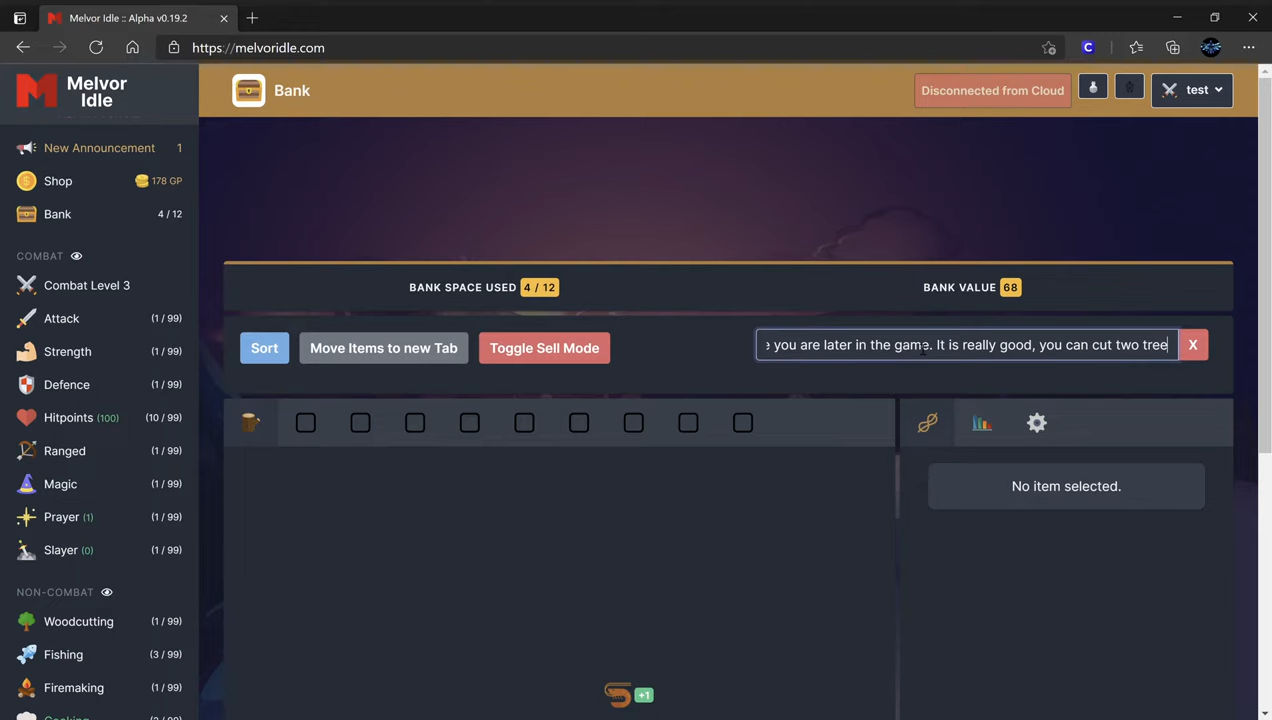 Melvor Idle :: Alpha v0.19.2
https://melvoridle.com
Melvor
Idle
Bank
Disconnected from Cloud
test
New Announcement 1
Shop 178 GP
Bank 4 / 12
COMBAT
Combat Level 3
Attack (1 / 99)
Strength (1 / 99)
Defence (1 / 99)
Hitpoints (100) (10 / 99)
Ranged (1 / 99)
Magic (1 / 99)
Prayer (1) (1 / 99)
Slayer (0) (1 / 99)
NON-COMBAT
Woodcutting (1 / 99)
Fishing (3 / 99)
Firemaking (1 / 99)
BANK SPACE USED 4 / 12
BANK VALUE 68
Sort
Move Items to new Tab
Toggle Sell Mode
you are later in the game. It is really good, you can cut two tree
X
No item selected.
+1